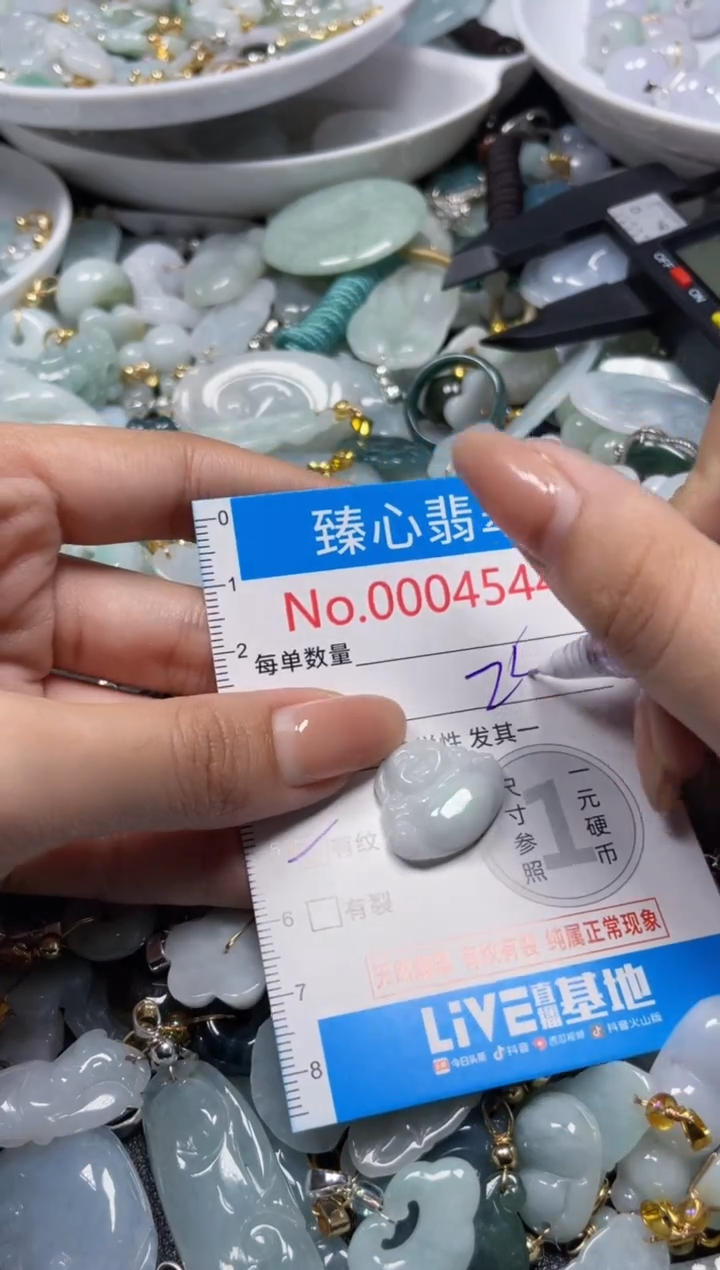 0
臻心翡
1
No.000454
2
每单数量
25
发其一
尺寸参照
1
一元硬币
5
有纹
6
有裂
7
有纹有裂 纯属正常现象
LiVE直播基地
8
今日头条 抖音 西瓜视频 抖音火山版
OFF
ON